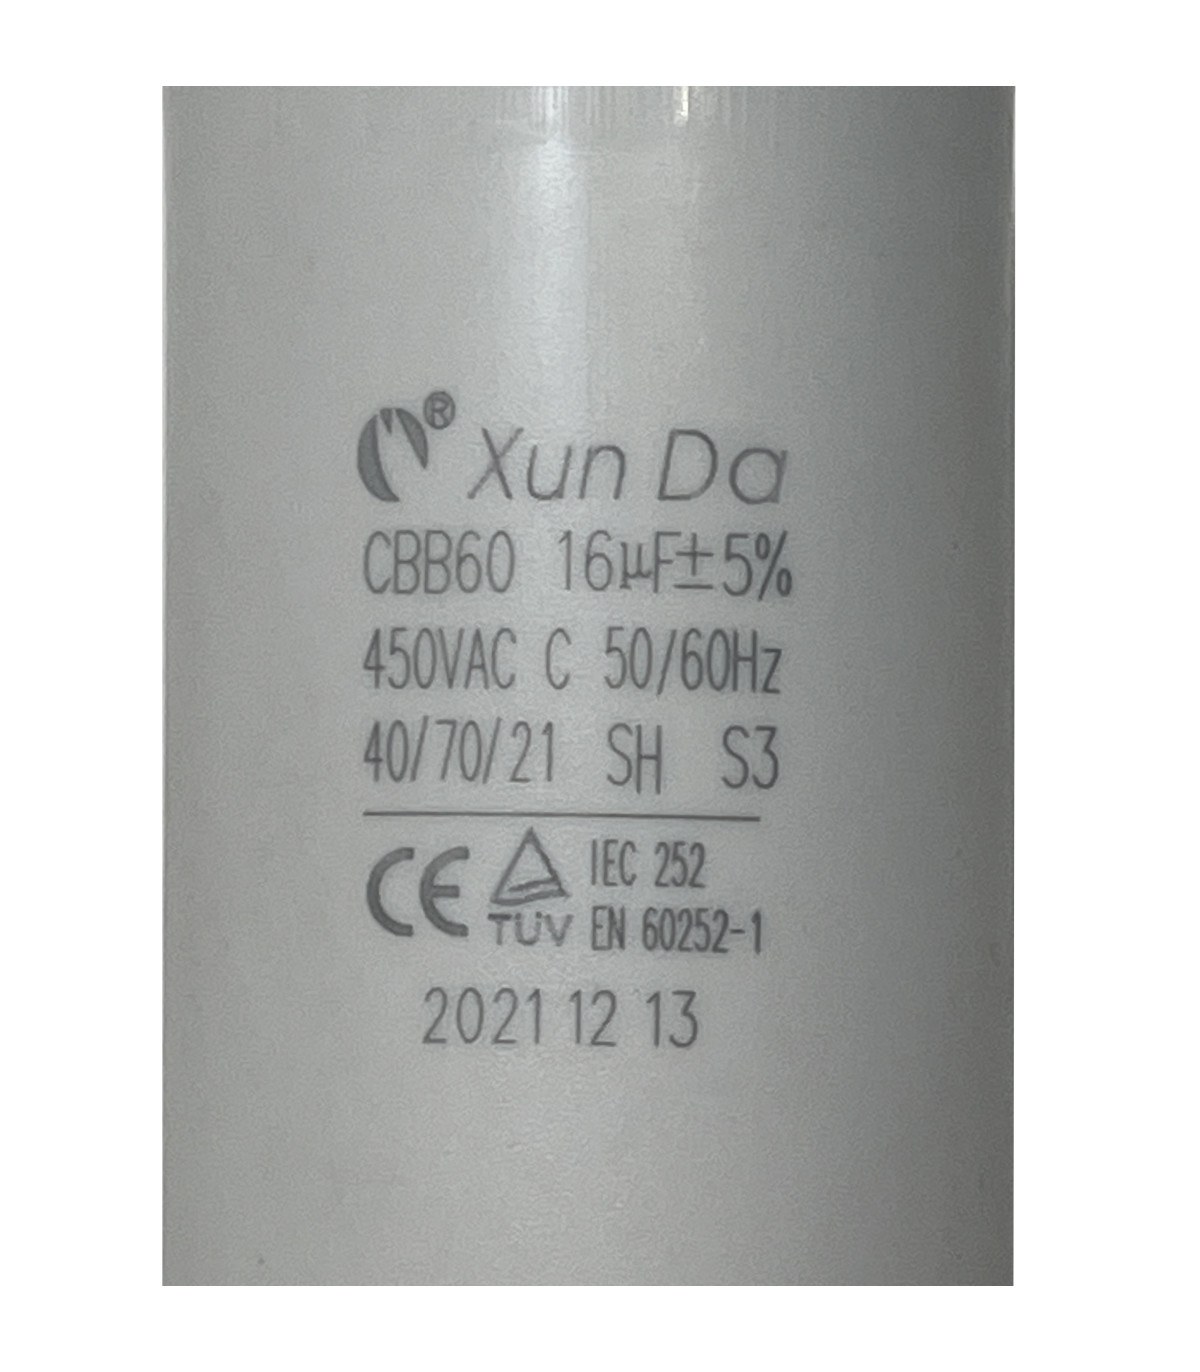 ® Xun Da
CBB60 16μF±5%
450VAC C 50/60Hz
40/70/21 SH S3
CE TÜV IEC 252
EN 60252-1
2021 12 13